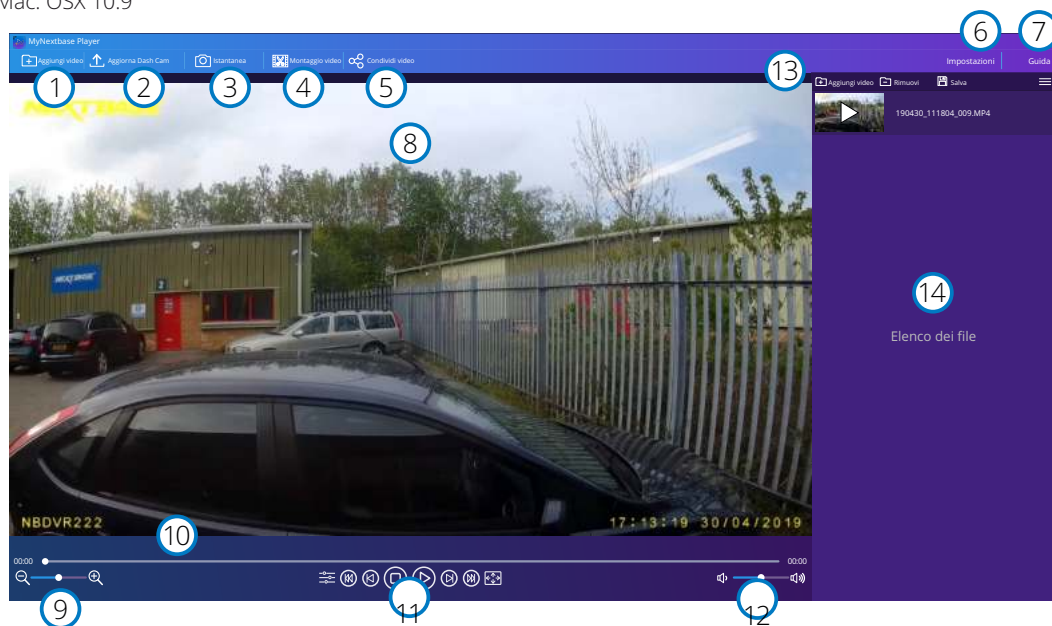 Mac: OSX 10.9
6
7
MyNextbase Player
Aggiungi video
Aggiorna Dash Cam
Istantanea
Montaggio video
Condividi video
Impostazioni
Guida
1
2
3
4
5
13
Aggiungi video
Rimuovi
Salva
NEXTBASE
190430_111804_009.MP4
8
NEXTBASE
2
14
Elenco dei file
NBDVR222
17:13:19 30/04/2019
10
00:00
00:00
9
11
12